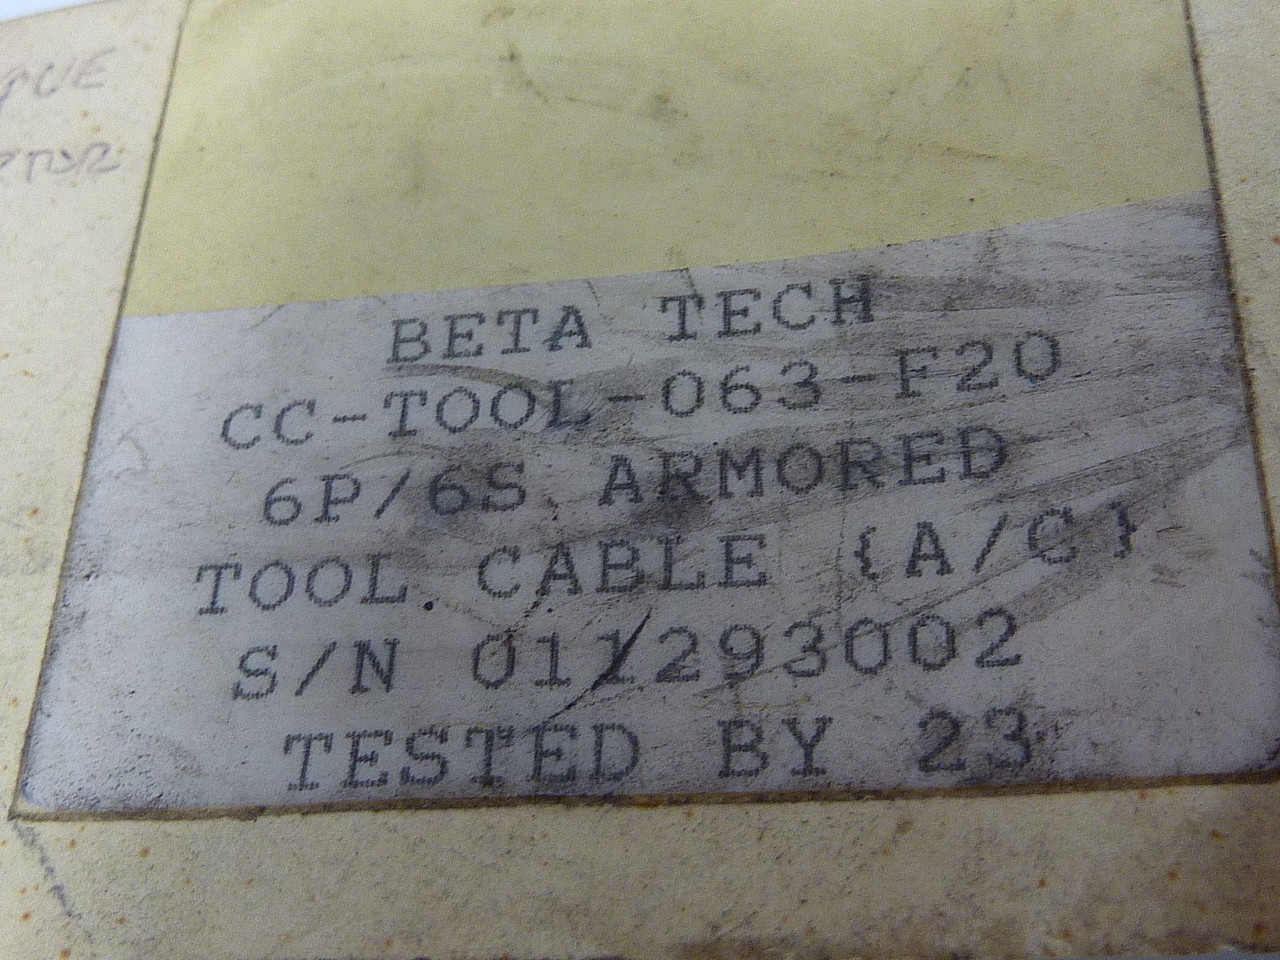 BETA TECH
CC-TOOL-063-F20
6P/6S ARMORED
TOOL CABLE {A/C}
S/N 011293002
TESTED BY 23